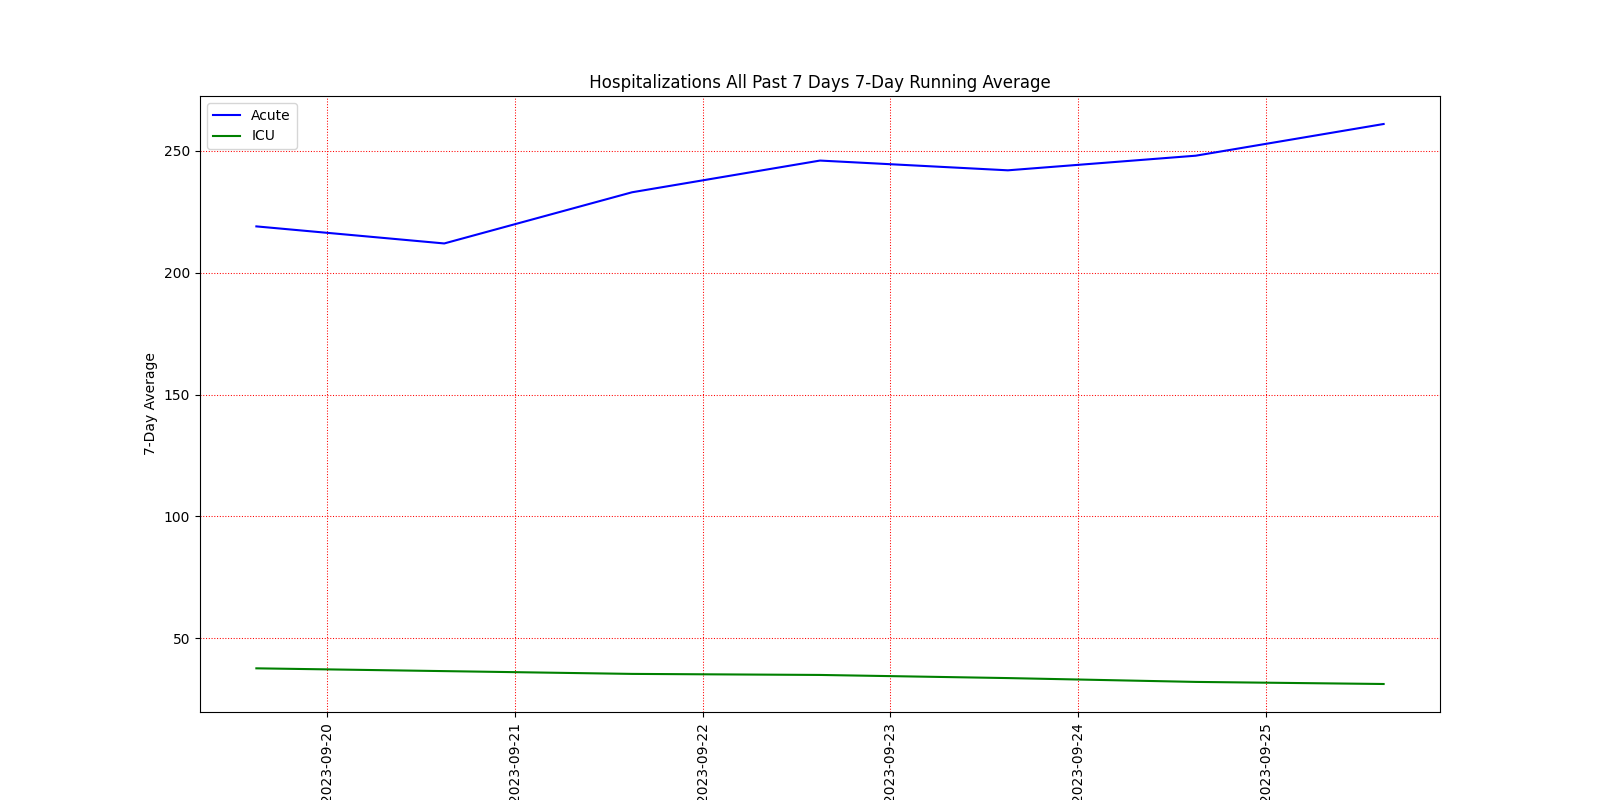 Hospitalizations All Past 7 Days 7-Day Running Average
Acute
ICU
7-Day Average
250
200
150
100
50
2023-09-20
2023-09-21
2023-09-22
2023-09-23
2023-09-24
2023-09-25